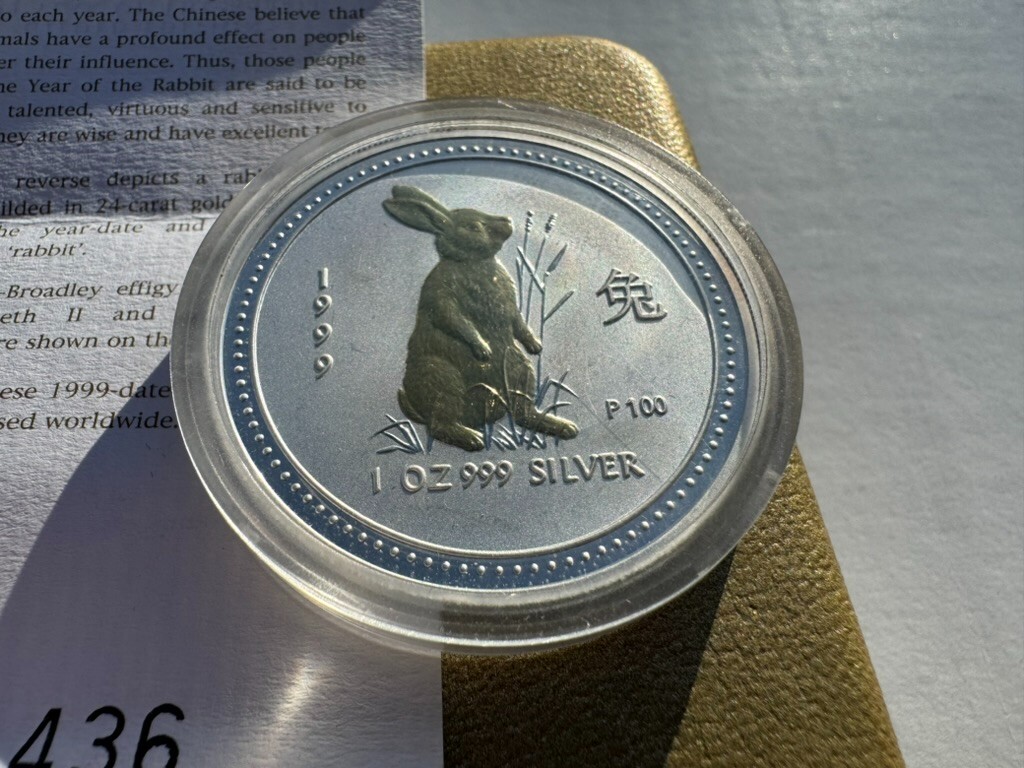 o each year. The Chinese believe that
mals have a profound effect on people
er their influence. Thus, those people
he Year of the Rabbit are said to be
talented, virtuous and sensitive to
hey are wise and have excellent
reverse depicts a rab
ilded in 24-carat gold
he year-date and
'rabbit'.
-Broadley effigy
eth II and
re shown on th
ese 1999-date
sed worldwide.
436
1999
兔
P100
1 OZ 999 SILVER